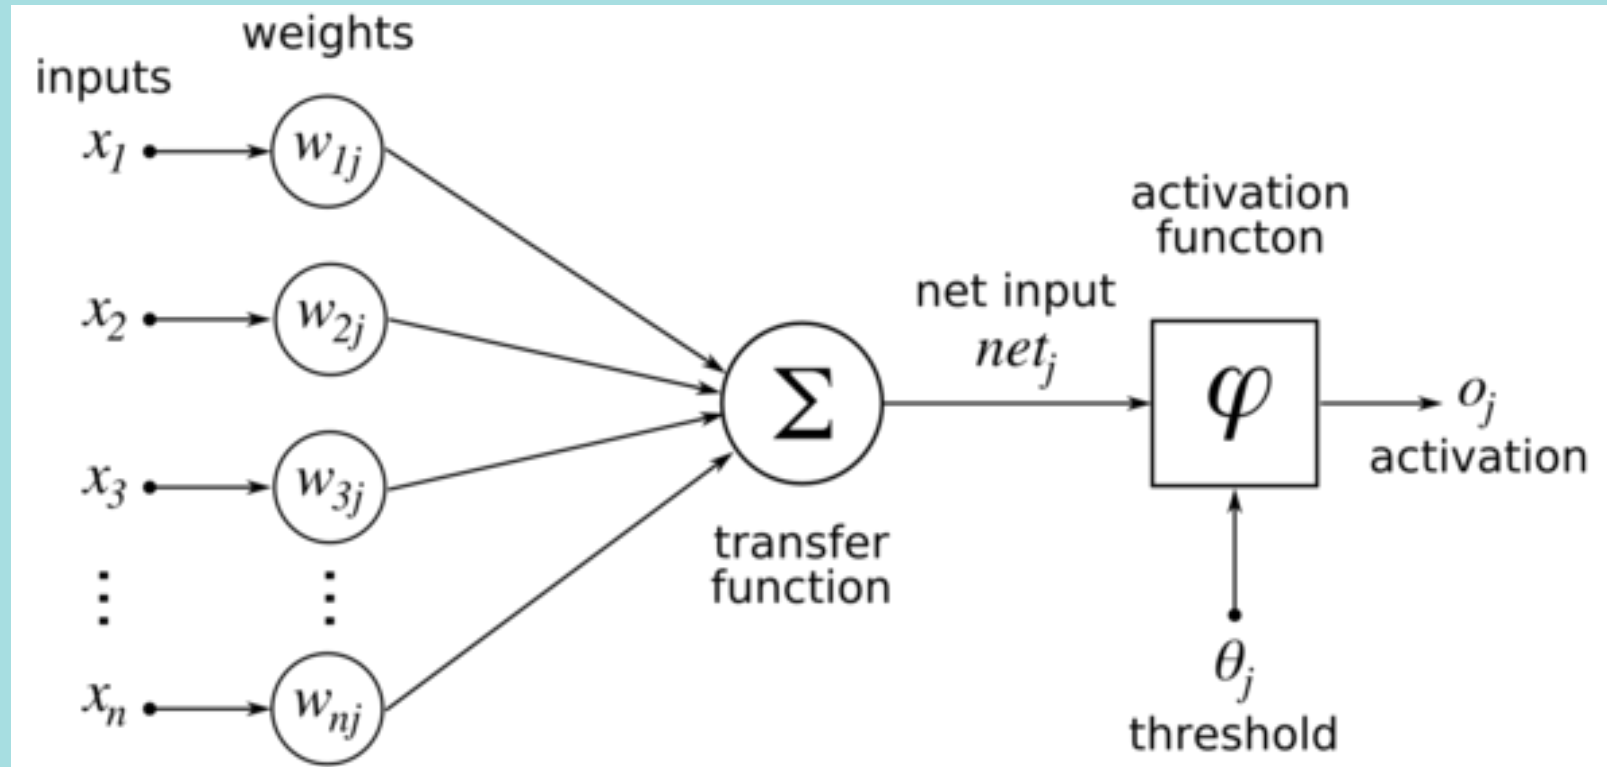 weights
inputs
x1
w1j
x2
w2j
x3
w3j
⋮ ⋮
xn
wnj
Σ
transfer
function
net input
netj
activation
functon
φ
oj
activation
θj
threshold